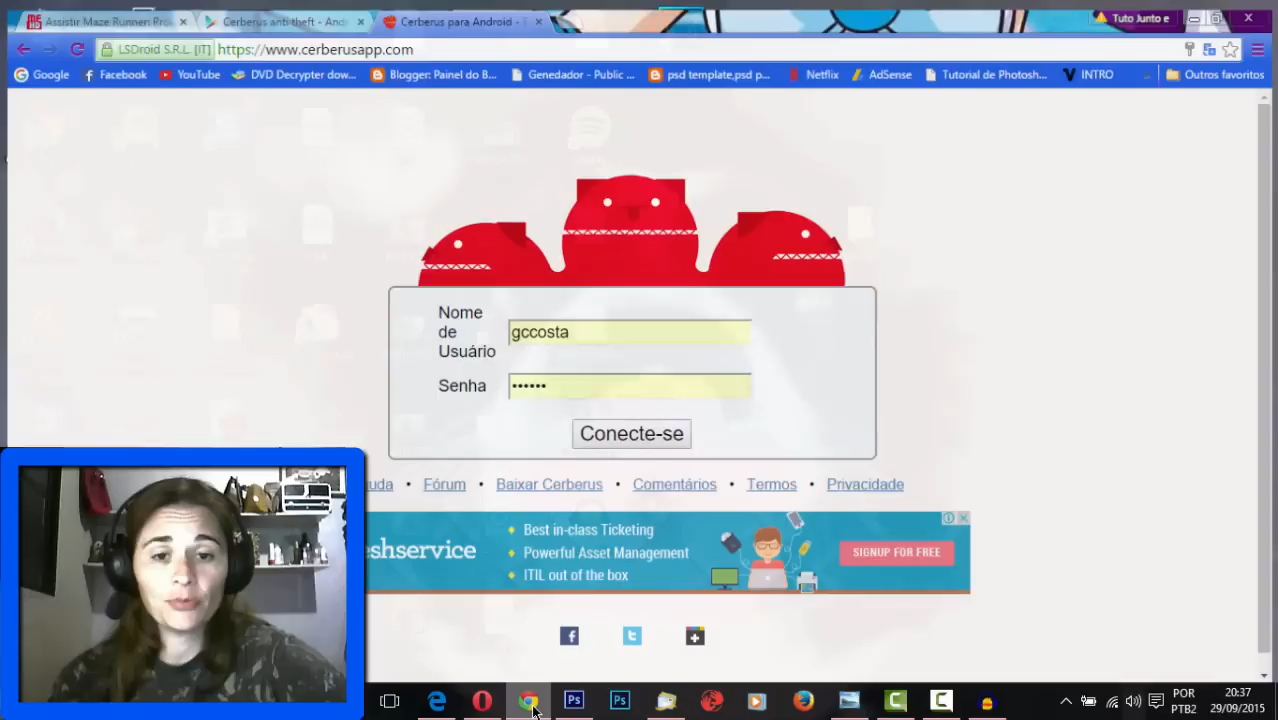 Assistir Maze Runner: Pro
Cerberus anti-theft - And
Cerberus para Android - T
Tuto Junto e
LSDroid S.R.L. [IT]
https://www.cerberusapp.com
Google
Facebook
YouTube
DVD Decrypter dow...
Blogger: Painel do B...
Genedador - Public ...
psd template,psd p...
Netflix
AdSense
Tutorial de Photosh...
INTRO
Outros favoritos
Nome
de
Usuário
gccosta
Senha
Conecte-se
uda • Fórum • Baixar Cerberus • Comentários • Termos • Privacidade
eshservice
Best in-class Ticketing
Powerful Asset Management
ITIL out of the box
SIGNUP FOR FREE
POR
PTB2
20:37
29/09/2015